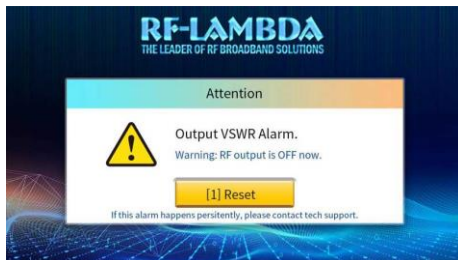 RF-LAMBDA
THE LEADER OF RF BROADBAND SOLUTIONS
Attention
Output VSWR Alarm.
Warning: RF output is OFF now.
[1] Reset
If this alarm happens persitently, please contact tech support.